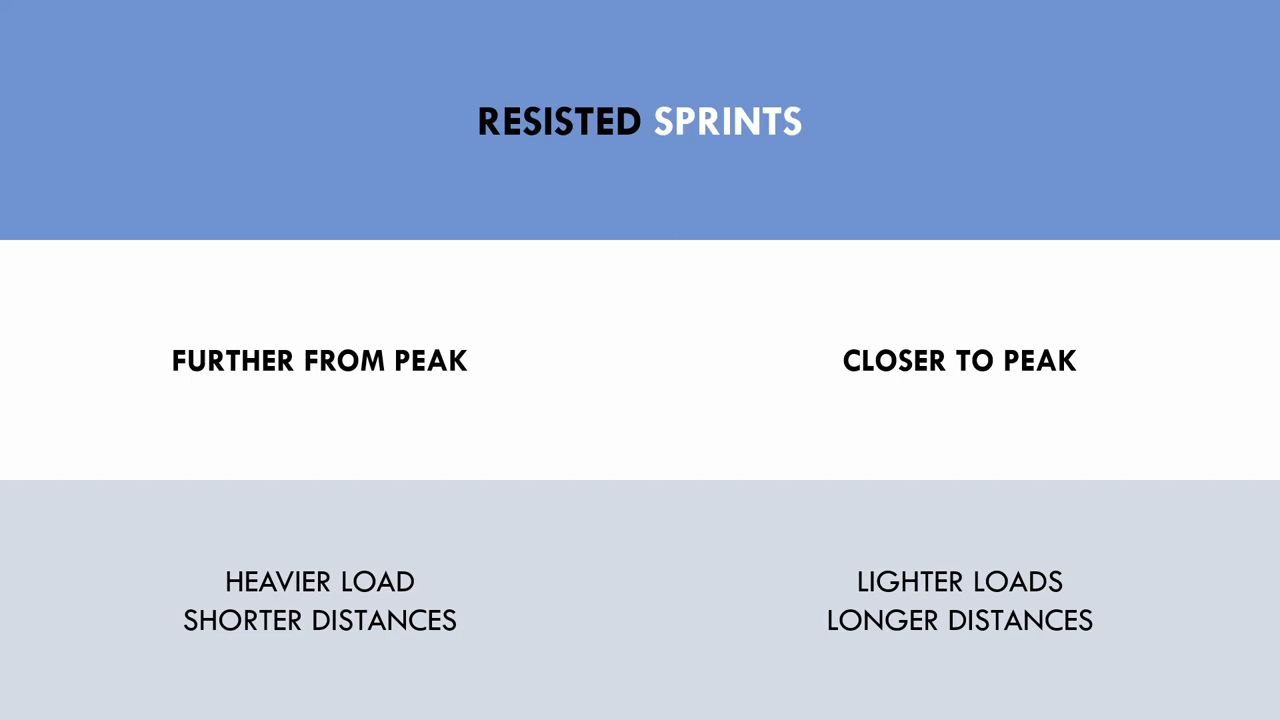 RESISTED SPRINTS
FURTHER FROM PEAK
CLOSER TO PEAK
HEAVIER LOAD
SHORTER DISTANCES
LIGHTER LOADS
LONGER DISTANCES